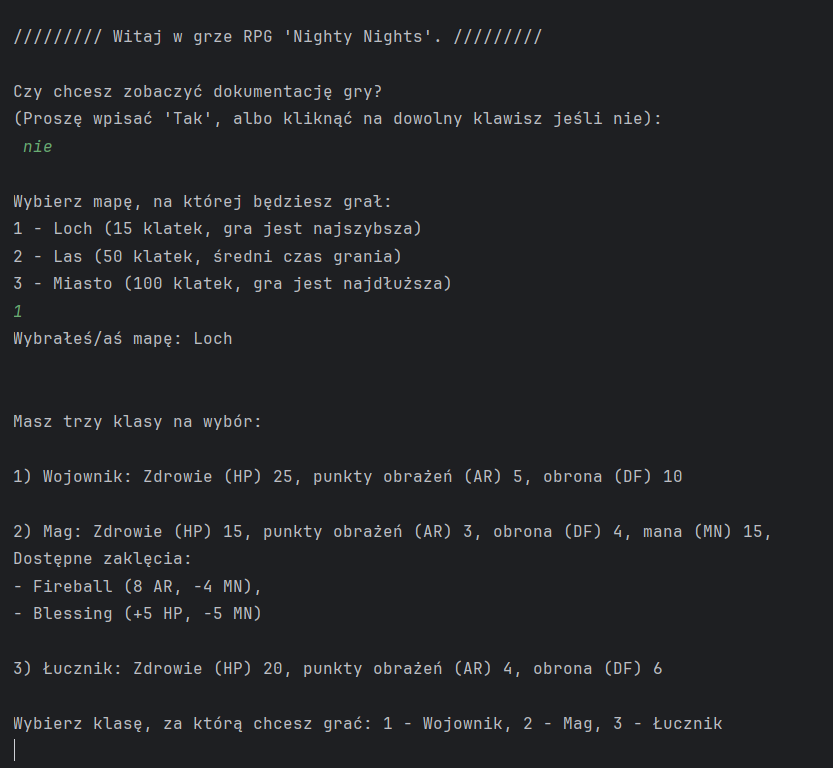 ///////// Witaj w grze RPG 'Nighty Nights'. /////////
Czy chcesz zobaczyć dokumentację gry?
(Proszę wpisać 'Tak', albo kliknąć na dowolny klawisz jeśli nie):
nie
Wybierz mapę, na której będziesz grał:
1 - Loch (15 klatek, gra jest najszybsza)
2 - Las (50 klatek, średni czas grania)
3 - Miasto (100 klatek, gra jest najdłuższa)
1
Wybrałeś/aś mapę: Loch
Masz trzy klasy na wybór:
1) Wojownik: Zdrowie (HP) 25, punkty obrażeń (AR) 5, obrona (DF) 10
2) Mag: Zdrowie (HP) 15, punkty obrażeń (AR) 3, obrona (DF) 4, mana (MN) 15,
Dostępne zaklęcia:
- Fireball (8 AR, -4 MN),
- Blessing (+5 HP, -5 MN)
3) Łucznik: Zdrowie (HP) 20, punkty obrażeń (AR) 4, obrona (DF) 6
Wybierz klasę, za którą chcesz grać: 1 - Wojownik, 2 - Mag, 3 - Łucznik